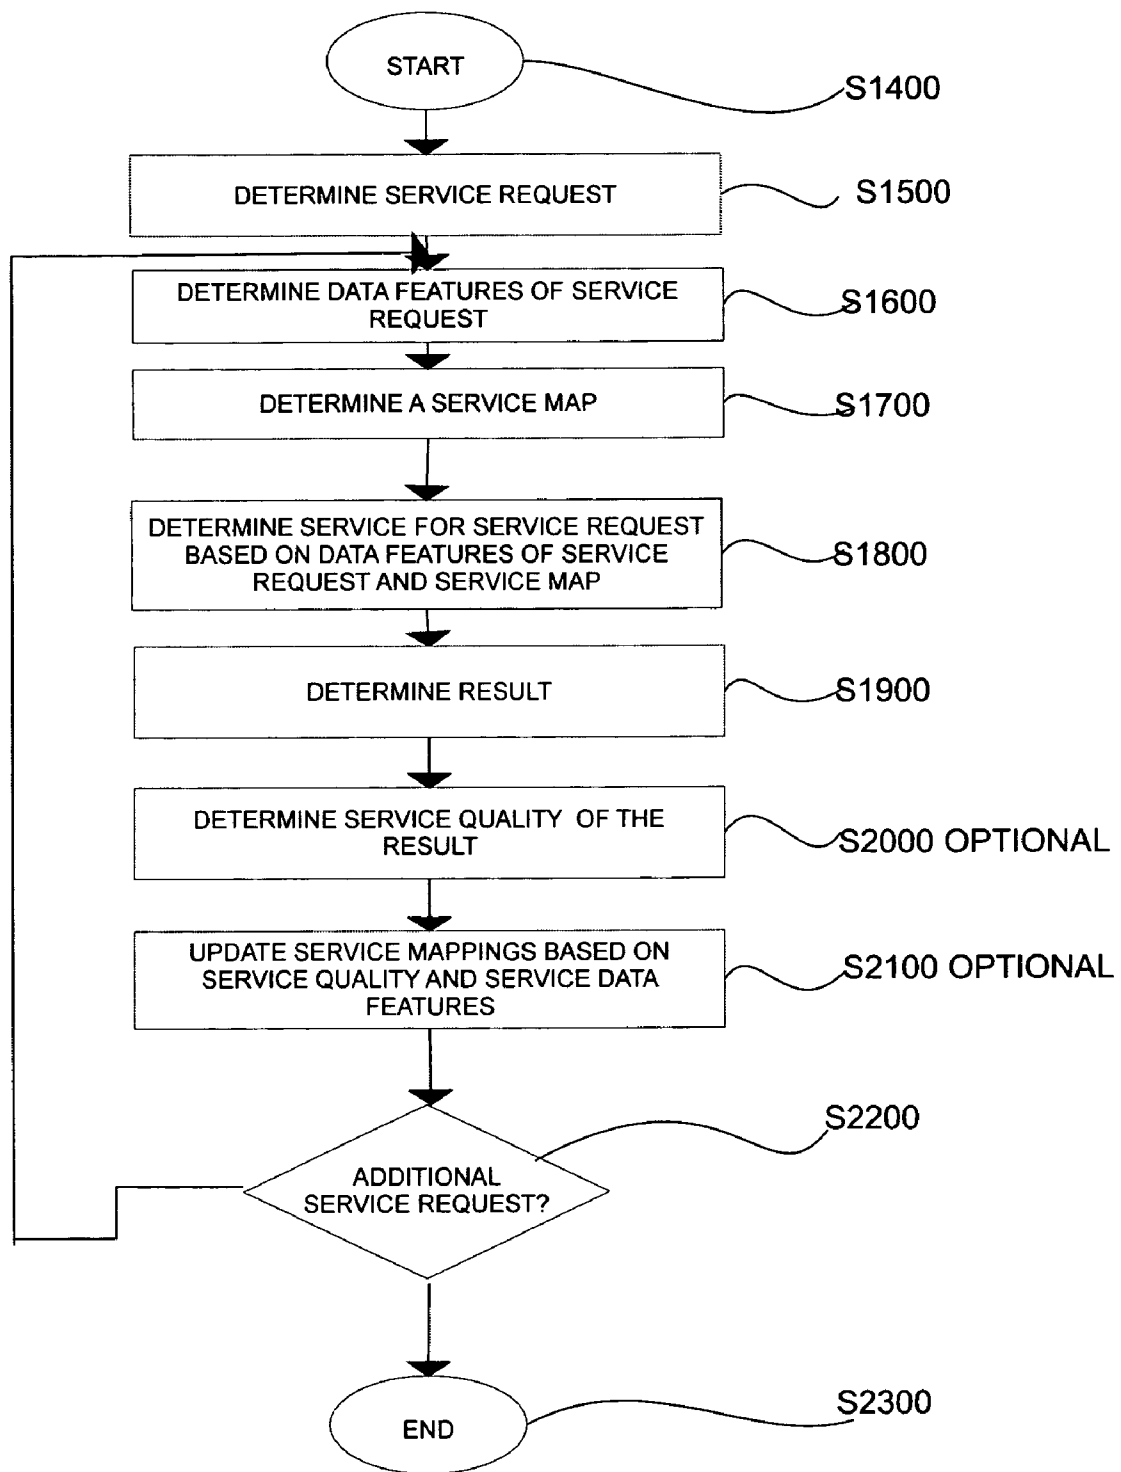 START
S1400
DETERMINE SERVICE REQUEST
S1500
DETERMINE DATA FEATURES OF SERVICE
REQUEST
S1600
DETERMINE A SERVICE MAP
S1700
DETERMINE SERVICE FOR SERVICE REQUEST
BASED ON DATA FEATURES OF SERVICE
REQUEST AND SERVICE MAP
S1800
DETERMINE RESULT
S1900
DETERMINE SERVICE QUALITY OF THE
RESULT
S2000 OPTIONAL
UPDATE SERVICE MAPPINGS BASED ON
SERVICE QUALITY AND SERVICE DATA
FEATURES
S2100 OPTIONAL
ADDITIONAL
SERVICE REQUEST?
S2200
END
S2300